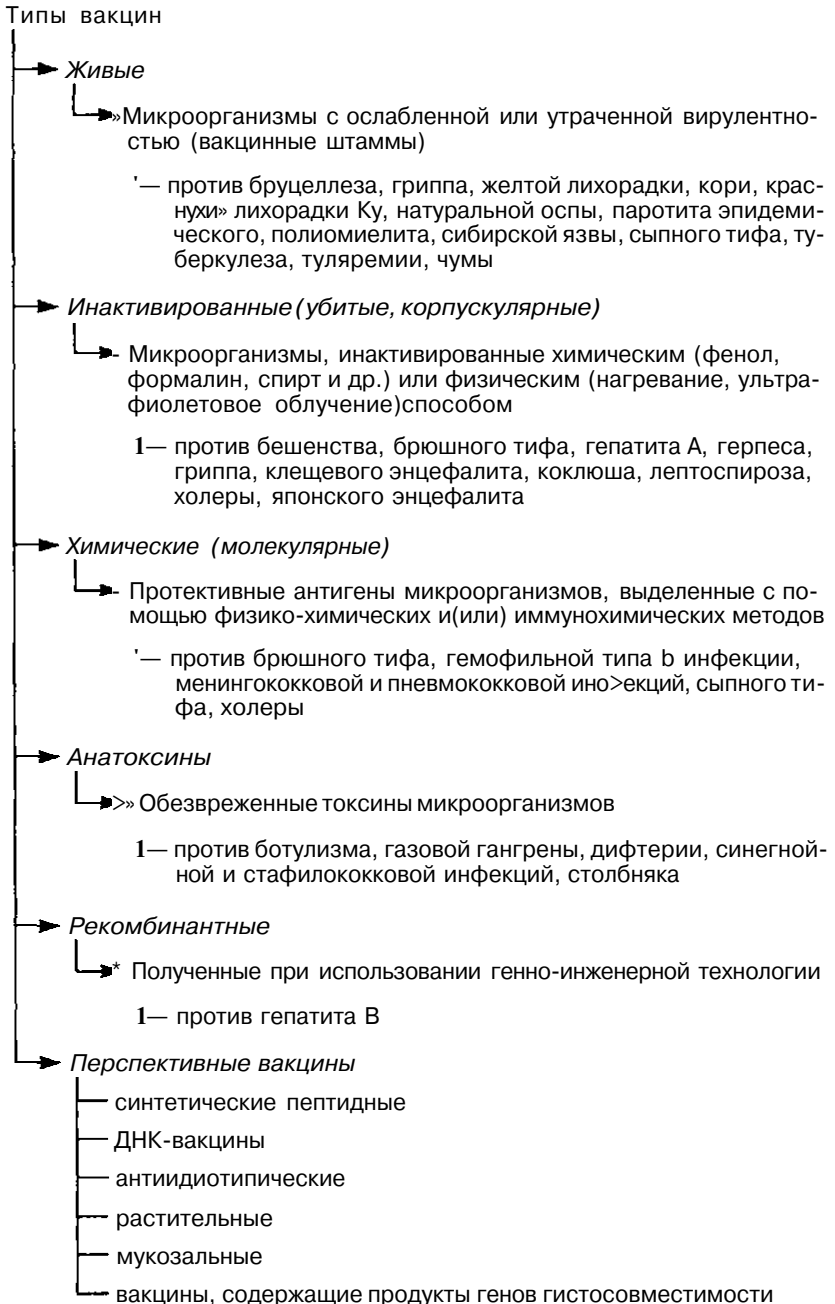 Типы вакцин
Живые
»Микроорганизмы с ослабленной или утраченной вирулентно-
стью (вакцинные штаммы)
'— против бруцеллеза, гриппа, желтой лихорадки, кори, крас-
нухи» лихорадки Ку, натуральной оспы, паротита эпидеми-
ческого, полиомиелита, сибирской язвы, сыпного тифа, ту-
беркулеза, туляремии, чумы
Инактивированные (убитые, корпускулярные)
- Микроорганизмы, инактивированные химическим (фенол,
формалин, спирт и др.) или физическим (нагревание, ультра-
фиолетовое облучение)способом
1— против бешенства, брюшного тифа, гепатита А, герпеса,
гриппа, клещевого энцефалита, коклюша, лептоспироза,
холеры, японского энцефалита
Химические (молекулярные)
- Протективные антигены микроорганизмов, выделенные с по-
мощью физико-химических и(или) иммунохимических методов
'— против брюшного тифа, гемофильной типа b инфекции,
менингококковой и пневмококковой ино>екций, сыпного ти-
фа, холеры
Анатоксины
>» Обезвреженные токсины микроорганизмов
1— против ботулизма, газовой гангрены, дифтерии, синегной-
ной и стафилококковой инфекций, столбняка
Рекомбинантные
* Полученные при использовании генно-инженерной технологии
1— против гепатита В
Перспективные вакцины
синтетические пептидные
ДНК-вакцины
антиидиотипические
растительные
мукозальные
вакцины, содержащие продукты генов гистосовместимости